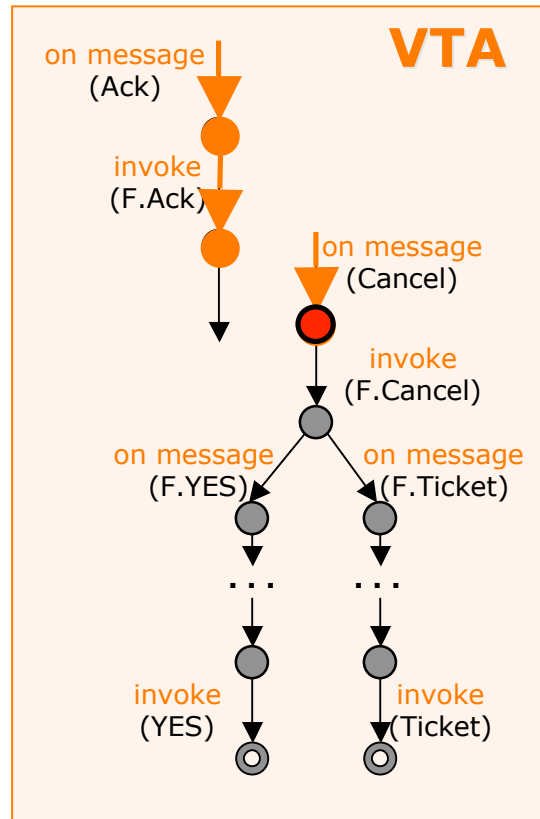 VTA
on message
(Ack)
invoke
(F.Ack)
on message
(Cancel)
invoke
(F.Cancel)
on message
(F.YES)
on message
(F.Ticket)
...
...
invoke
(YES)
invoke
(Ticket)